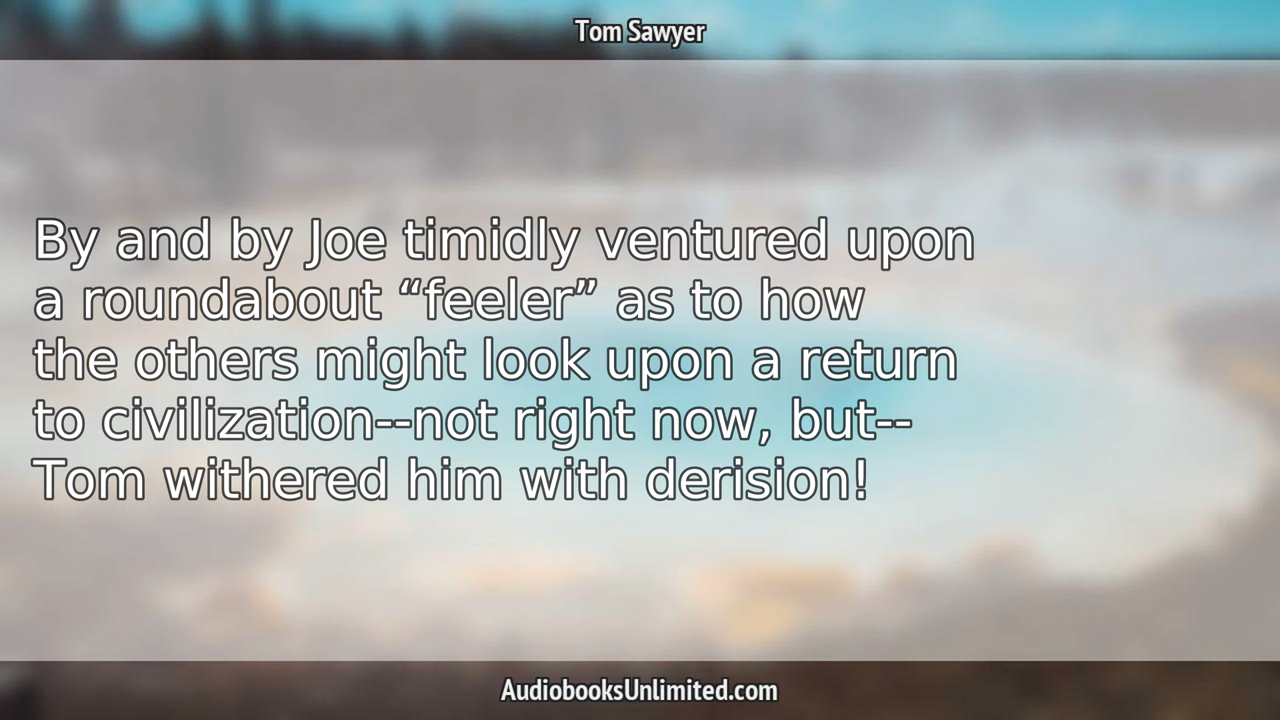 Tom Sawyer
By and by Joe timidly ventured upon
a roundabout “feeler” as to how
the others might look upon a return
to civilization--not right now, but--
Tom withered him with derision!
AudiobooksUnlimited.com